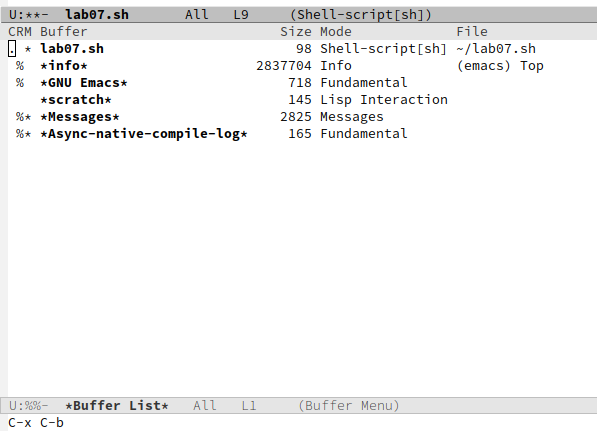 U:**-  lab07.sh       All   L9     (Shell-script[sh])
CRM Buffer                        Size Mode             File
. * lab07.sh                        98 Shell-script[sh] ~/lab07.sh
 %  *info*                     2837704 Info             (emacs) Top
 %  *GNU Emacs*                    718 Fundamental
    *scratch*                      145 Lisp Interaction
 %* *Messages*                    2825 Messages
 %* *Async-native-compile-log*     165 Fundamental
U:%%-  *Buffer List*   All   L1     (Buffer Menu)
C-x C-b